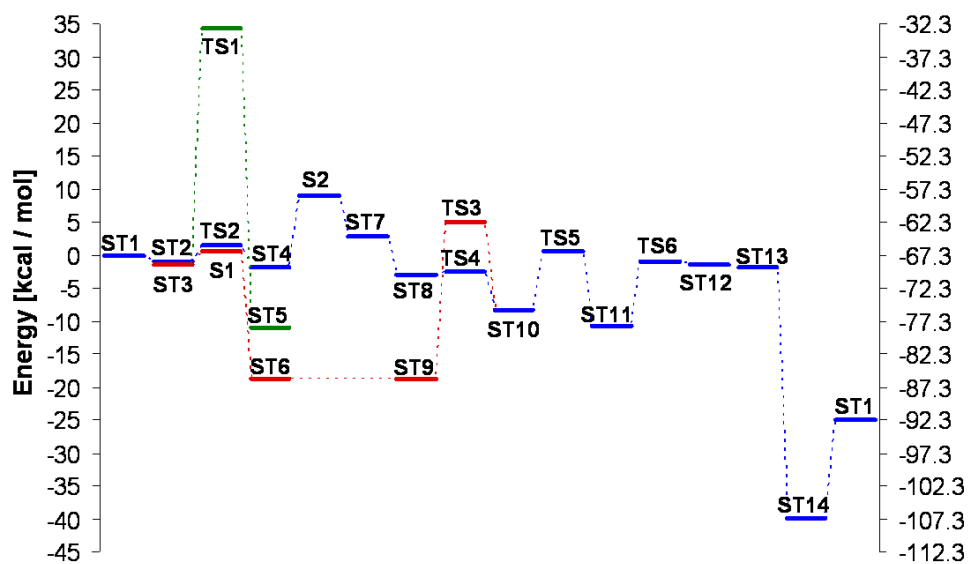 Energy [kcal / mol]
35
30
25
20
15
10
5
0
-5
-10
-15
-20
-25
-30
-35
-40
-45
TS1
S2
ST1
ST2
TS2
ST3
S1
ST4
ST5
ST6
ST7
ST8
ST9
TS3
TS4
ST10
TS5
ST11
TS6
ST12
ST13
ST14
ST1
-32.3
-37.3
-42.3
-47.3
-52.3
-57.3
-62.3
-67.3
-72.3
-77.3
-82.3
-87.3
-92.3
-97.3
-102.3
-107.3
-112.3